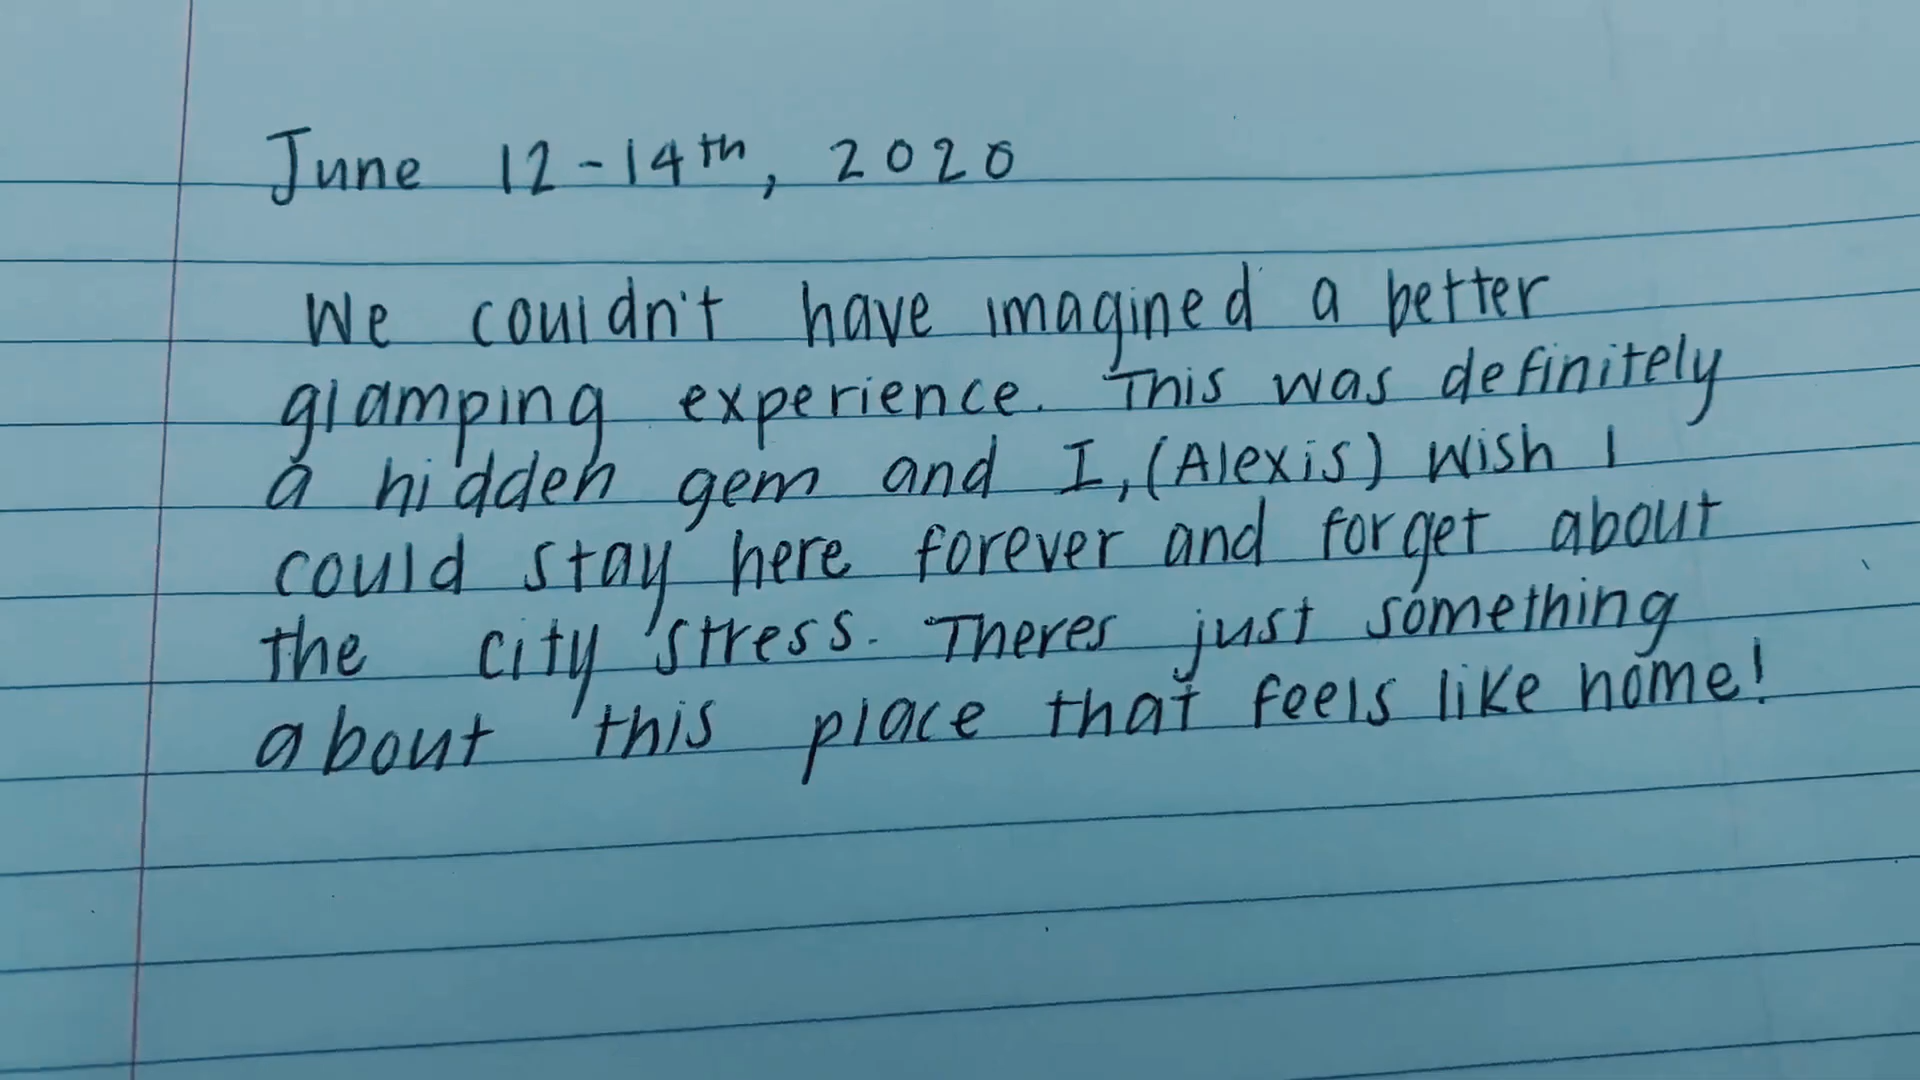 June 12-14th, 2020
We couldn't have imagined a better
glamping experience. This was definitely
a hidden gem and I, (Alexis) wish I
could stay here forever and forget about
the city stress. Theres just something
about this place that feels like home!